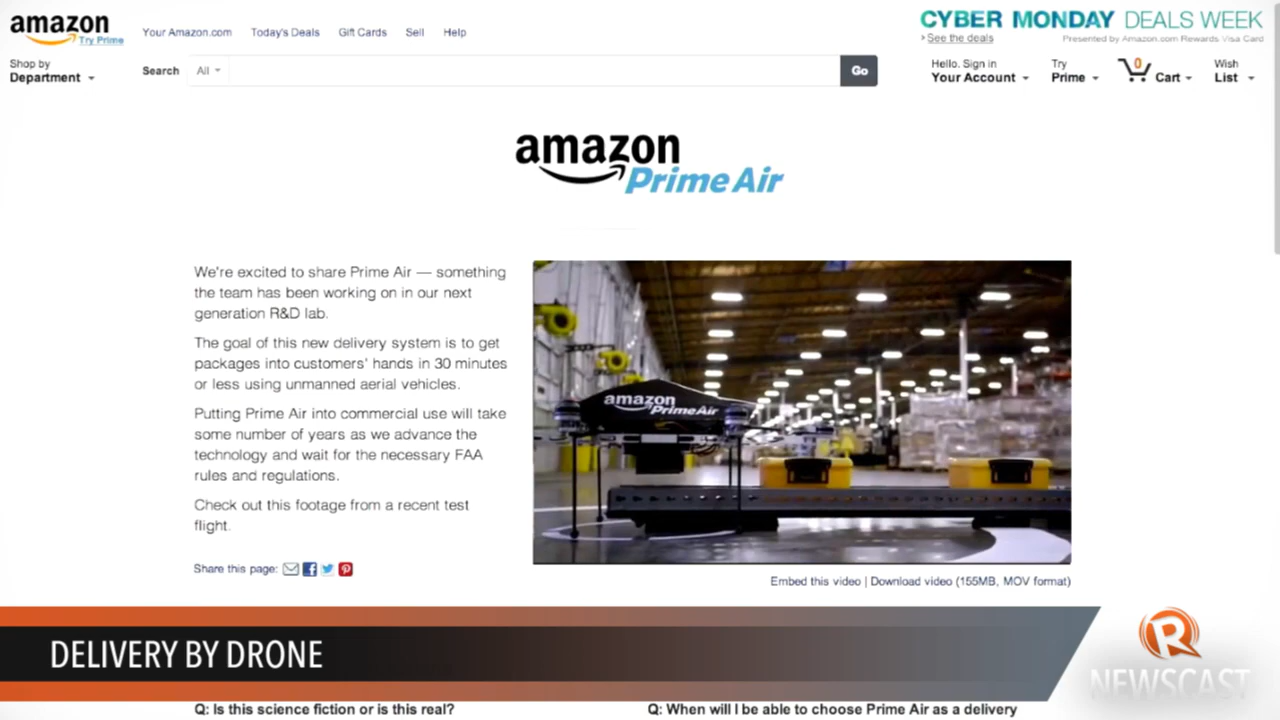 amazon
Try Prime
Your Amazon.com Today's Deals Gift Cards Sell Help
CYBER MONDAY DEALS WEEK
See the deals
Presented by Amazon.com Rewards Visa Card
Shop by
Department
Search All Go
Hello. Sign in
Your Account
Try
Prime
0
Cart
Wish
List
amazon
Prime Air
We're excited to share Prime Air — something
the team has been working on in our next
generation R&D lab.
The goal of this new delivery system is to get
packages into customers' hands in 30 minutes
or less using unmanned aerial vehicles.
Putting Prime Air into commercial use will take
some number of years as we advance the
technology and wait for the necessary FAA
rules and regulations.
Check out this footage from a recent test
flight.
Share this page:
amazon
PrimeAir
Embed this video | Download video (155MB, MOV format)
DELIVERY BY DRONE
R
NEWSCAST
Q: Is this science fiction or is this real?
Q: When will I be able to choose Prime Air as a delivery